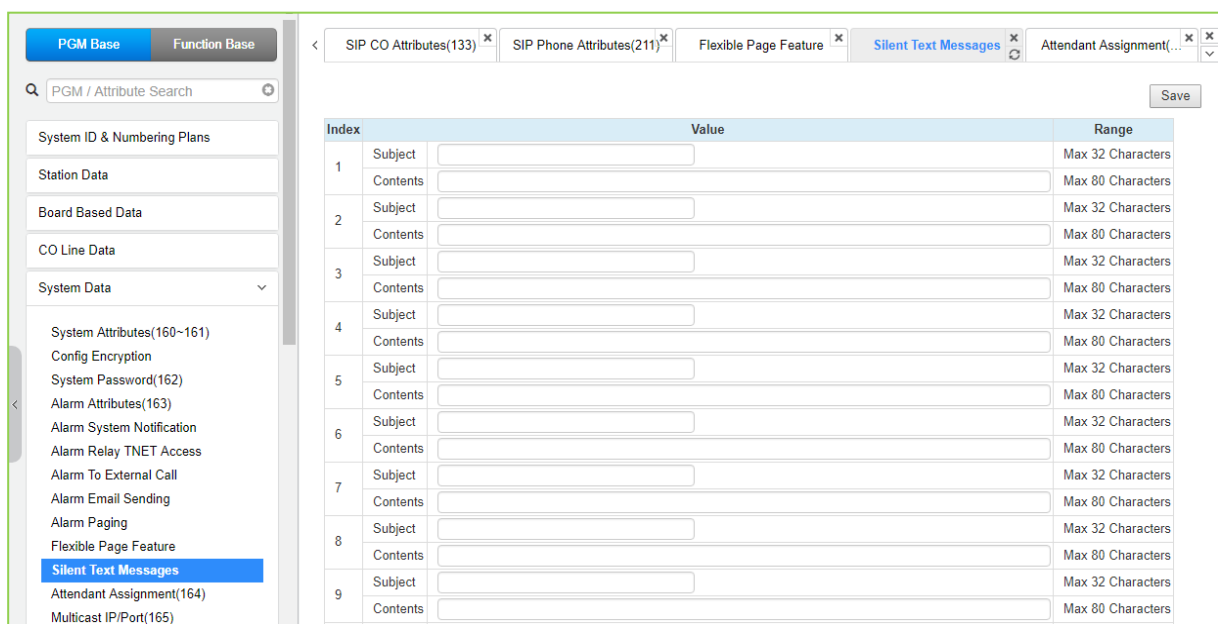 PGM Base Function Base
PGM / Attribute Search
System ID & Numbering Plans
Station Data
Board Based Data
CO Line Data
System Data
System Attributes(160~161)
Config Encryption
System Password(162)
Alarm Attributes(163)
Alarm System Notification
Alarm Relay TNET Access
Alarm To External Call
Alarm Email Sending
Alarm Paging
Flexible Page Feature
Silent Text Messages
Attendant Assignment(164)
Multicast IP/Port(165)
SIP CO Attributes(133) SIP Phone Attributes(211) Flexible Page Feature Silent Text Messages Attendant Assignment(...
Save
Index Value Range
1
Subject Max 32 Characters
Contents Max 80 Characters
2
Subject Max 32 Characters
Contents Max 80 Characters
3
Subject Max 32 Characters
Contents Max 80 Characters
4
Subject Max 32 Characters
Contents Max 80 Characters
5
Subject Max 32 Characters
Contents Max 80 Characters
6
Subject Max 32 Characters
Contents Max 80 Characters
7
Subject Max 32 Characters
Contents Max 80 Characters
8
Subject Max 32 Characters
Contents Max 80 Characters
9
Subject Max 32 Characters
Contents Max 80 Characters